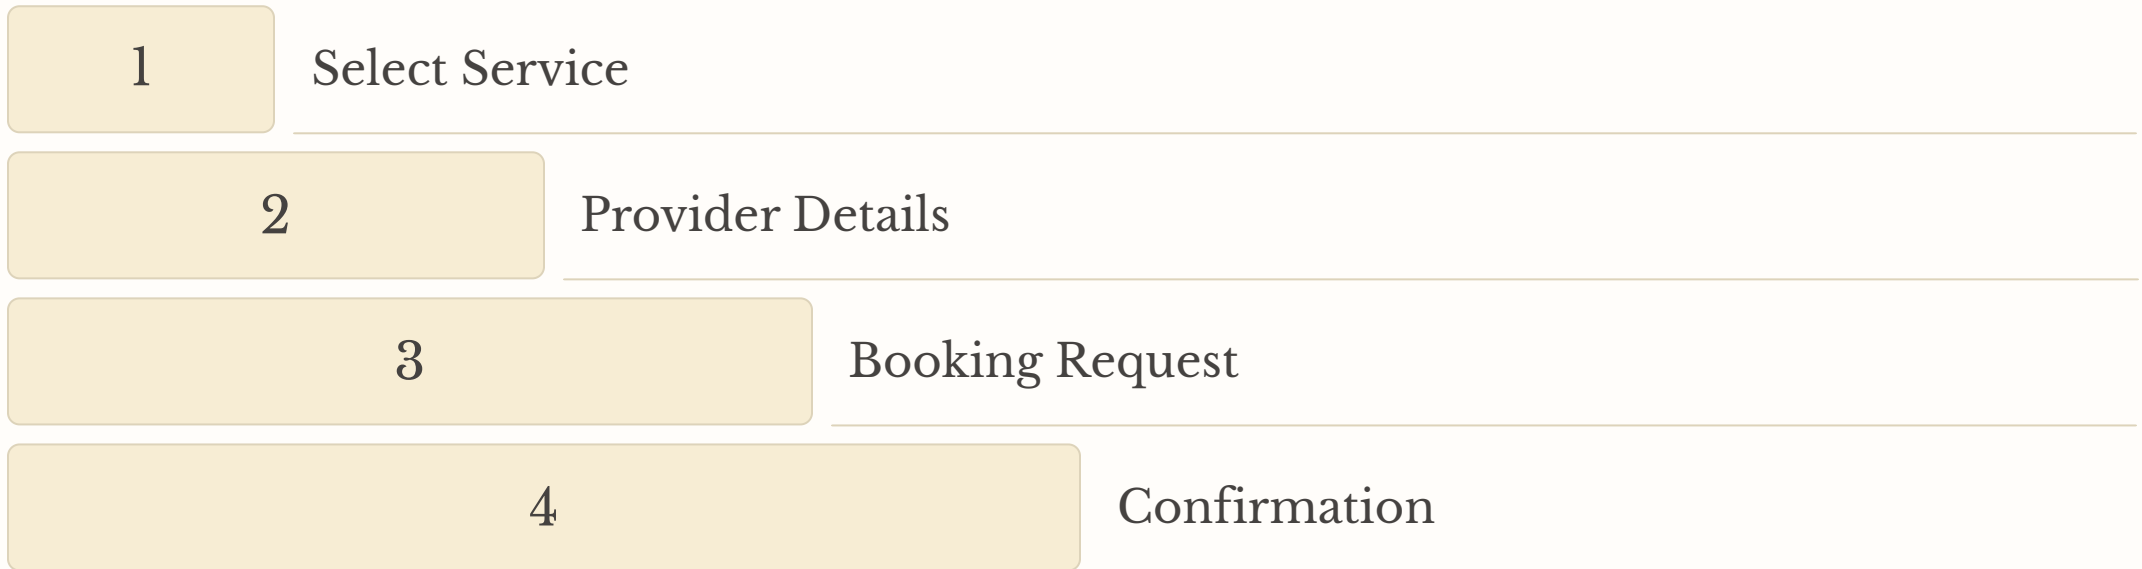 1 Select Service
2 Provider Details
3 Booking Request
4 Confirmation